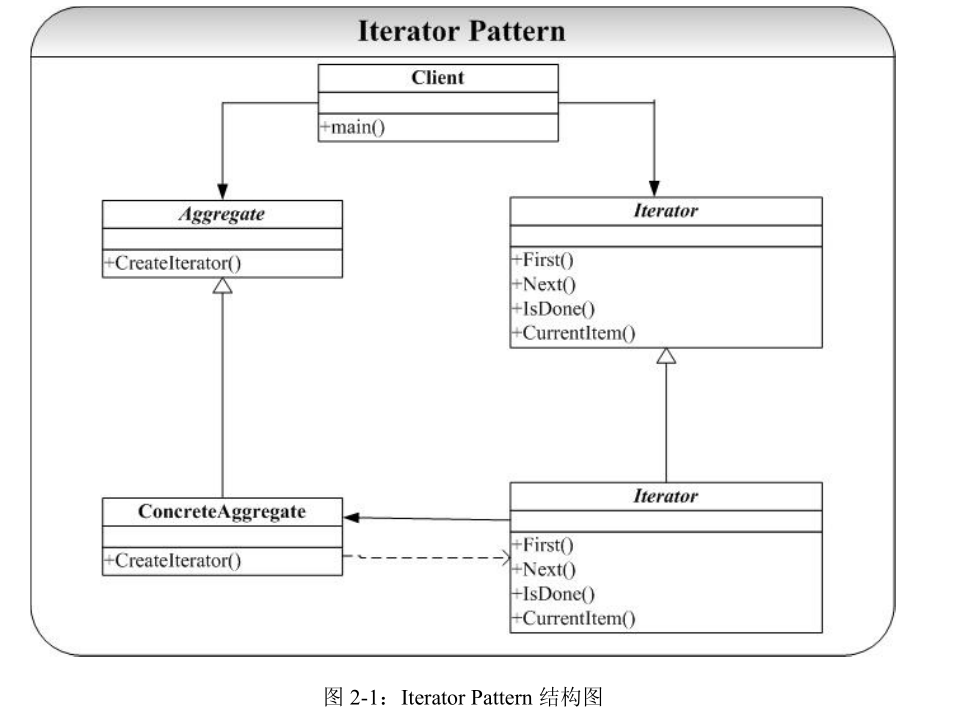 Iterator Pattern
Client
+main()
Aggregate
+CreateIterator()
Iterator
+First()
+Next()
+IsDone()
+CurrentItem()
ConcreteAggregate
+CreateIterator()
Iterator
+First()
+Next()
+IsDone()
+CurrentItem()
图 2-1：Iterator Pattern 结构图